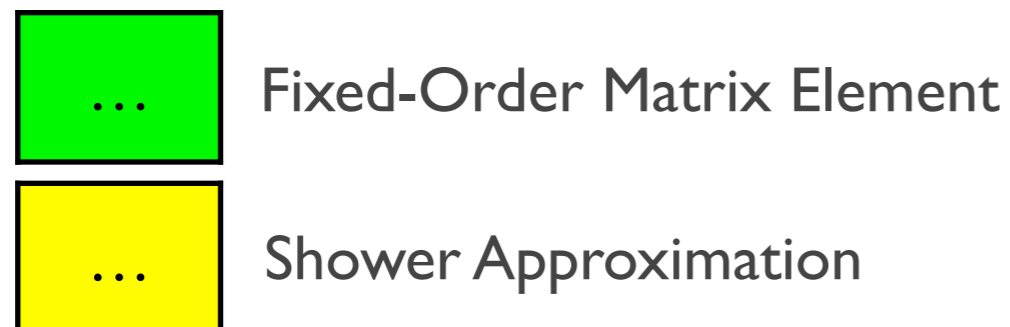 ... Fixed-Order Matrix Element
... Shower Approximation